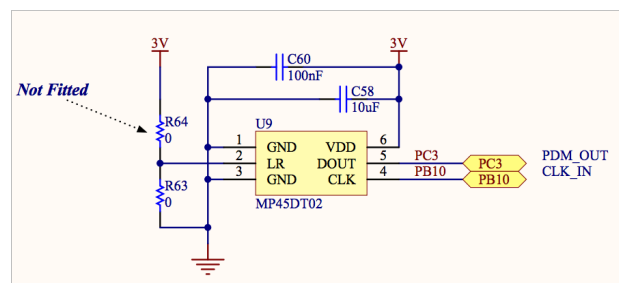 3V
3V
C60
100nF
Not Fitted
C58
10uF
R64
0
U9
1 GND VDD 6
2 LR DOUT 5 PC3 PC3 PDM_OUT
3 GND CLK 4 PB10 PB10 CLK_IN
R63
0
MP45DT02